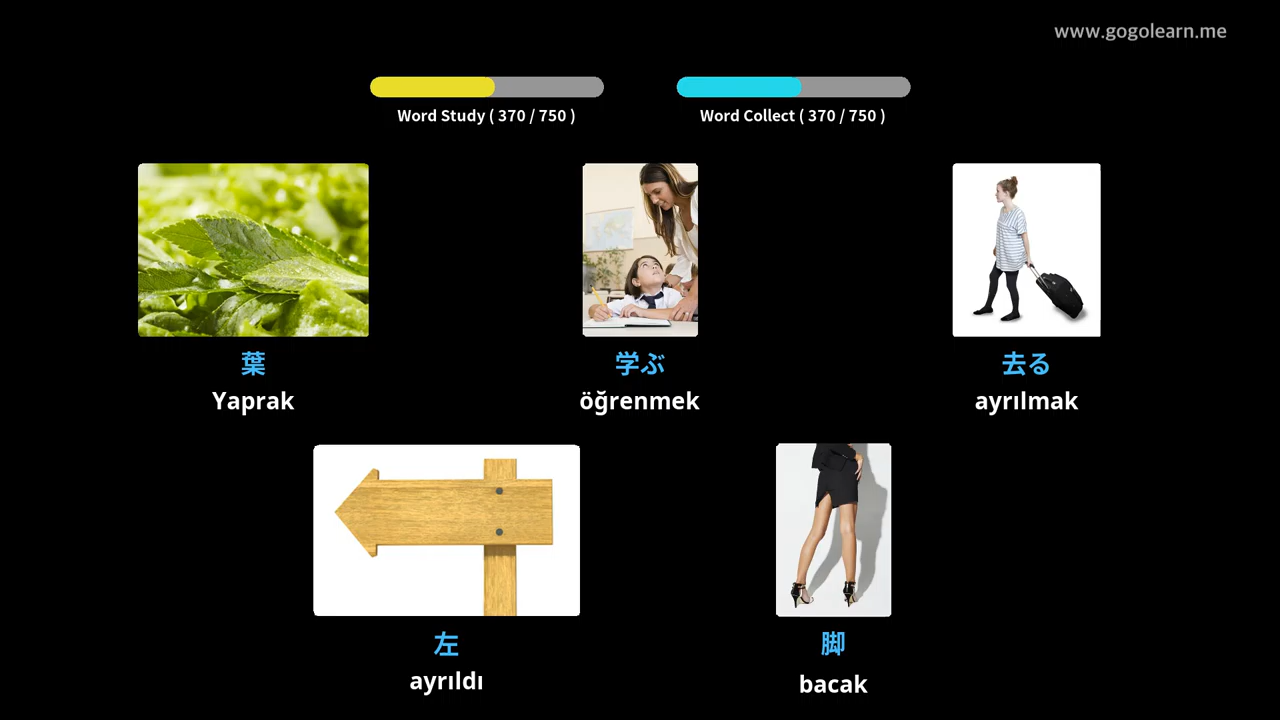 www.gogolearn.me
Word Study ( 370 / 750 )
Word Collect ( 370 / 750 )
葉
Yaprak
学ぶ
öğrenmek
去る
ayrılmak
左
ayrıldı
脚
bacak